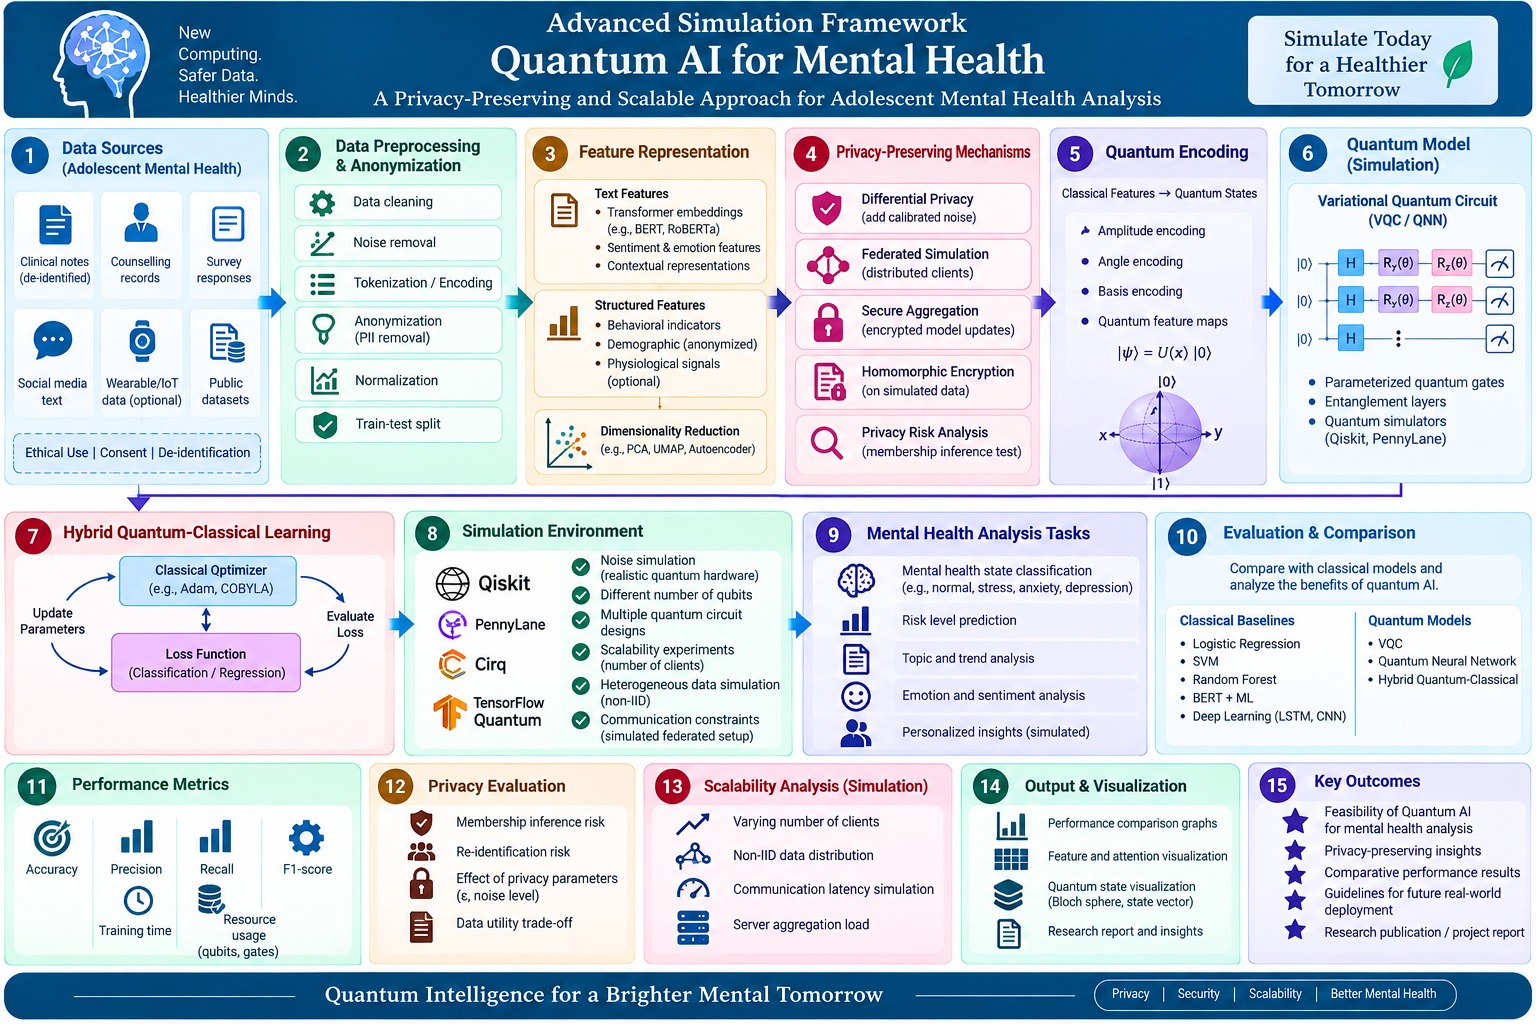 New
Computing.
Safer Data.
Healthier Minds.
Advanced Simulation Framework
Quantum AI for Mental Health
A Privacy-Preserving and Scalable Approach for Adolescent Mental Health Analysis
Simulate Today
for a Healthier
Tomorrow
1
Data Sources
(Adolescent Mental Health)
Clinical notes
(de-identified)
Counselling
records
Survey
responses
Social media
text
Wearable/IoT
data (optional)
Public
datasets
Ethical Use | Consent | De-identification
2
Data Preprocessing
& Anonymization
Data cleaning
Noise removal
Tokenization / Encoding
Anonymization
(PII removal)
Normalization
Train-test split
3
Feature Representation
Text Features
• Transformer embeddings
(e.g., BERT, RoBERTa)
• Sentiment & emotion features
• Contextual representations
Structured Features
• Behavioral indicators
• Demographic (anonymized)
• Physiological signals
(optional)
Dimensionality Reduction
(e.g., PCA, UMAP, Autoencoder)
4
Privacy-Preserving Mechanisms
Differential Privacy
(add calibrated noise)
Federated Simulation
(distributed clients)
Secure Aggregation
(encrypted model updates)
Homomorphic Encryption
(on simulated data)
Privacy Risk Analysis
(membership inference test)
5
Quantum Encoding
Classical Features → Quantum States
Amplitude encoding
• Angle encoding
• Basis encoding
• Quantum feature maps
|ψ⟩ = U(x) |0⟩
|0⟩
x
y
|1⟩
6
Quantum Model
(Simulation)
Variational Quantum Circuit
(VQC / QNN)
|0⟩ H Ry(θ) Rz(θ)
|0⟩ H Ry(θ) Rz(θ)
|0⟩ H
• Parameterized quantum gates
• Entanglement layers
• Quantum simulators
(Qiskit, PennyLane)
7
Hybrid Quantum-Classical Learning
Classical Optimizer
(e.g., Adam, COBYLA)
Update
Parameters
Evaluate
Loss
Loss Function
(Classification / Regression)
8
Simulation Environment
Qiskit
PennyLane
Cirq
TensorFlow
Quantum
Noise simulation
(realistic quantum hardware)
Different number of qubits
Multiple quantum circuit
designs
Scalability experiments
(number of clients)
Heterogeneous data simulation
(non-IID)
Communication constraints
(simulated federated setup)
9
Mental Health Analysis Tasks
Mental health state classification
(e.g., normal, stress, anxiety, depression)
Risk level prediction
Topic and trend analysis
Emotion and sentiment analysis
Personalized insights (simulated)
10
Evaluation & Comparison
Compare with classical models and
analyze the benefits of quantum AI.
Classical Baselines
• Logistic Regression
• SVM
• Random Forest
• BERT + ML
• Deep Learning (LSTM, CNN)
Quantum Models
• VQC
• Quantum Neural Network
• Hybrid Quantum-Classical
11
Performance Metrics
Accuracy
Precision
Recall
F1-score
Training time
Resource
usage
(qubits, gates)
12
Privacy Evaluation
Membership inference risk
Re-identification risk
Effect of privacy parameters
(ε, noise level)
Data utility trade-off
13
Scalability Analysis (Simulation)
Varying number of clients
Non-IID data distribution
Communication latency simulation
Server aggregation load
14
Output & Visualization
Performance comparison graphs
Feature and attention visualization
Quantum state visualization
(Bloch sphere, state vector)
Research report and insights
15
Key Outcomes
Feasibility of Quantum AI
for mental health analysis
Privacy-preserving insights
Comparative performance results
Guidelines for future real-world
deployment
Research publication / project report
Quantum Intelligence for a Brighter Mental Tomorrow
Privacy | Security | Scalability | Better Mental Health